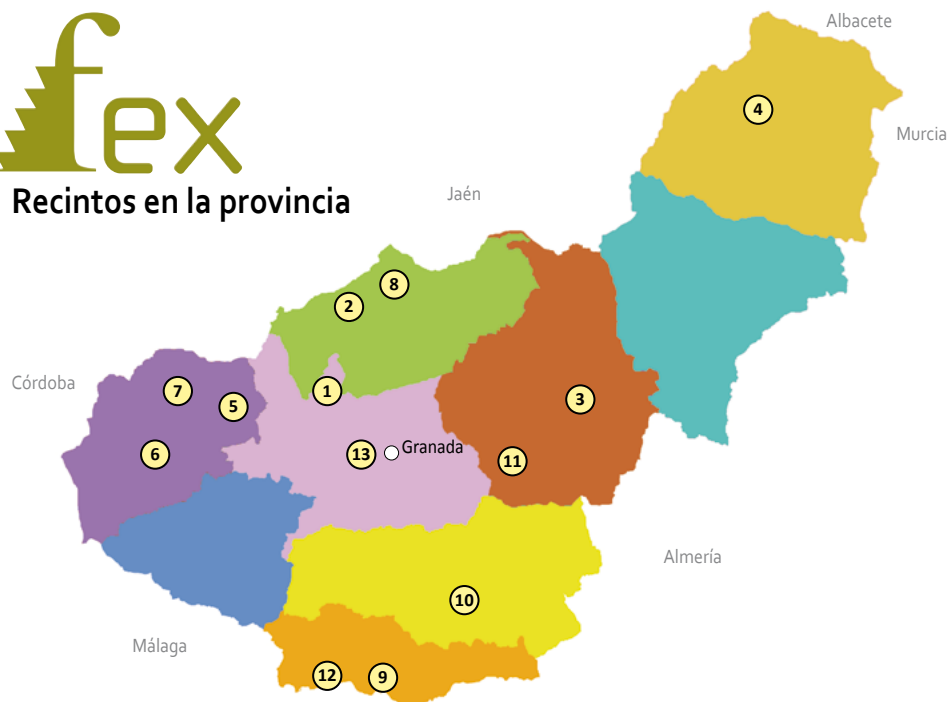 fex
Recintos en la provincia
Albacete
Murcia
Jaén
Córdoba
Granada
Almería
Málaga
4
8
2
7
5
1
3
6
13
11
10
12
9